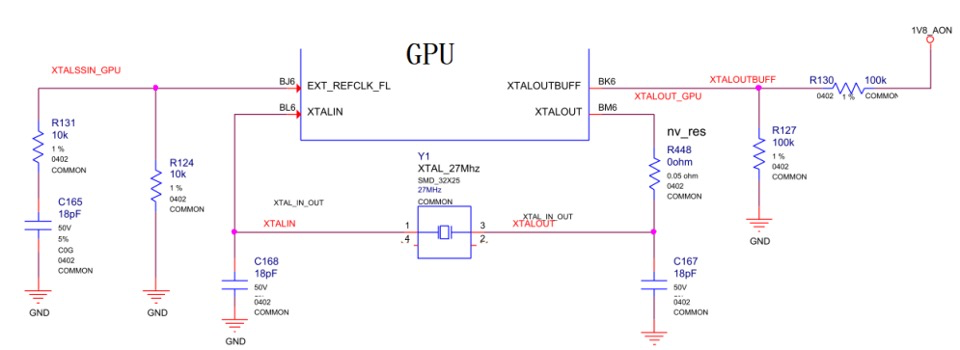 GPU
1V8_AON
XTALSSIN_GPU
BJ6
EXT_REFCLK_FL
XTALOUTBUFF
BK6
XTALOUTBUFF
R130
100k
0402
1 %
COMMON
XTALOUT_GPU
BL6
XTALIN
XTALOUT
BM6
R131
10k
1 %
0402
COMMON
R124
10k
1 %
0402
COMMON
nv_res
R448
0ohm
0.05 ohm
0402
COMMON
R127
100k
1 %
0402
COMMON
Y1
XTAL_27Mhz
SMD_32X25
27MHz
COMMON
C165
18pF
50V
5%
C0G
0402
COMMON
XTAL_IN_OUT
XTALIN
1
4
3
2
XTAL_IN_OUT
XTALOUT
GND
C168
18pF
50V
0402
COMMON
C167
18pF
50V
0402
COMMON
GND
GND
GND